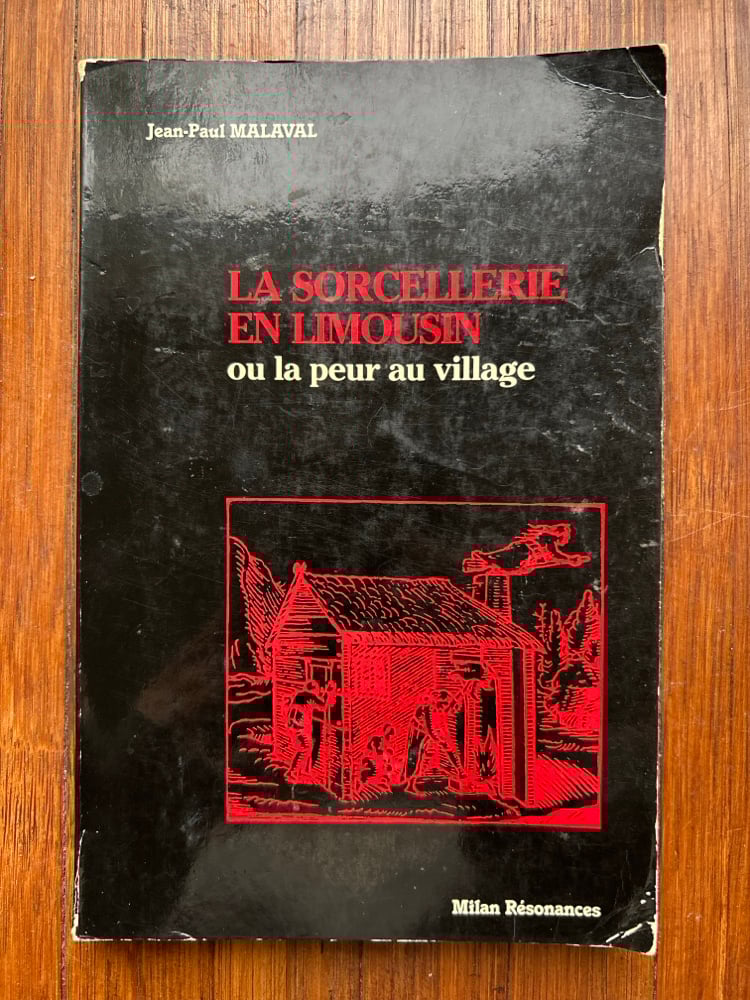 Jean-Paul MALAVAL
LA SORCELLERIE
EN LIMOUSIN
ou la peur au village
Milan Résonances